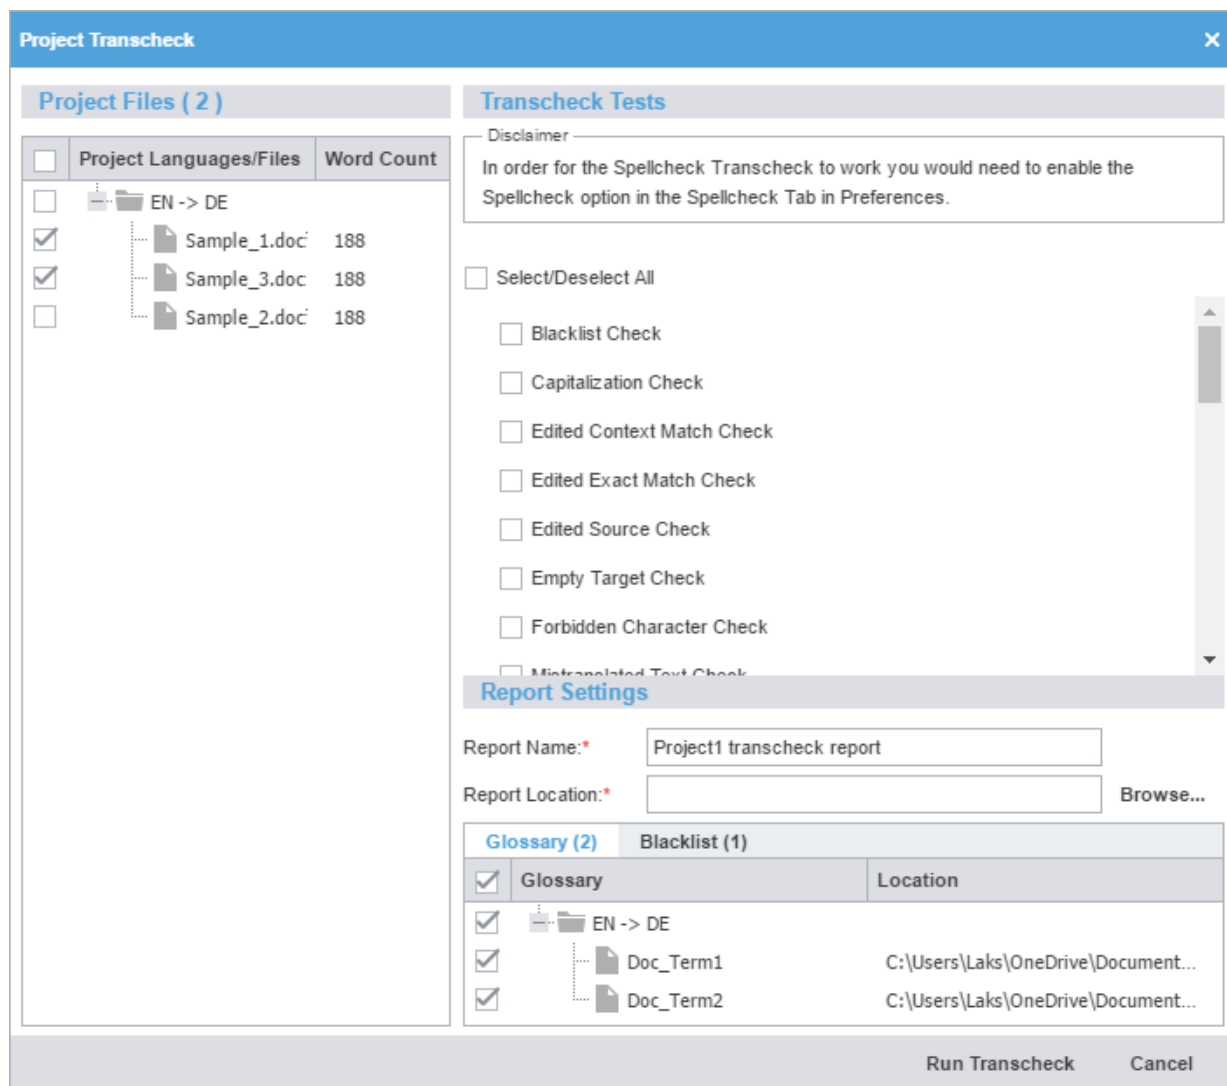 Project Transcheck
Project Files ( 2 )
Project Languages/Files Word Count
EN -> DE
Sample_1.doc 188
Sample_3.doc 188
Sample_2.doc 188
Transcheck Tests
Disclaimer
In order for the Spellcheck Transcheck to work you would need to enable the
Spellcheck option in the Spellcheck Tab in Preferences.
Select/Deselect All
Blacklist Check
Capitalization Check
Edited Context Match Check
Edited Exact Match Check
Edited Source Check
Empty Target Check
Forbidden Character Check
Mistranslated Text Check
Report Settings
Report Name:* Project1 transcheck report
Report Location:* Browse...
Glossary (2) Blacklist (1)
Glossary Location
EN -> DE
Doc_Term1 C:\Users\Laks\OneDrive\Document...
Doc_Term2 C:\Users\Laks\OneDrive\Document...
Run Transcheck Cancel